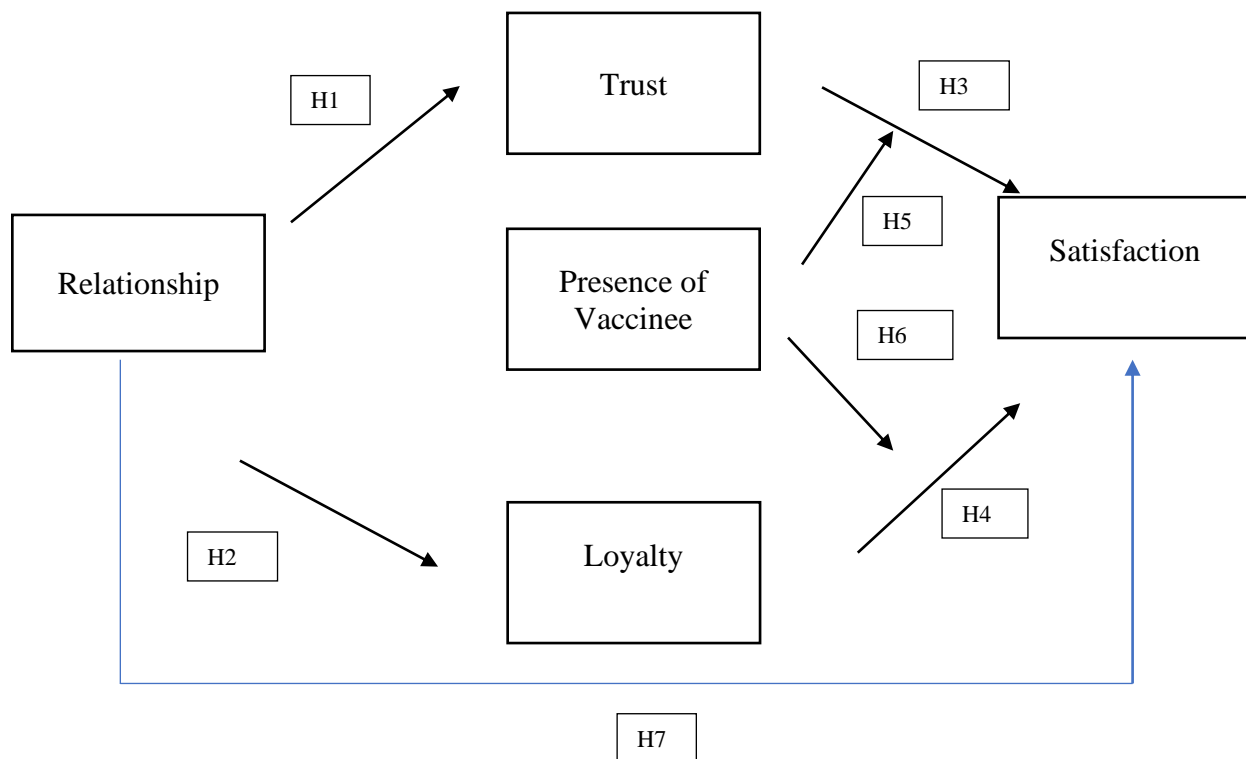 Trust
H1
H3
H5
Relationship
Presence of
Vaccinee
Satisfaction
H6
H2
Loyalty
H4
H7